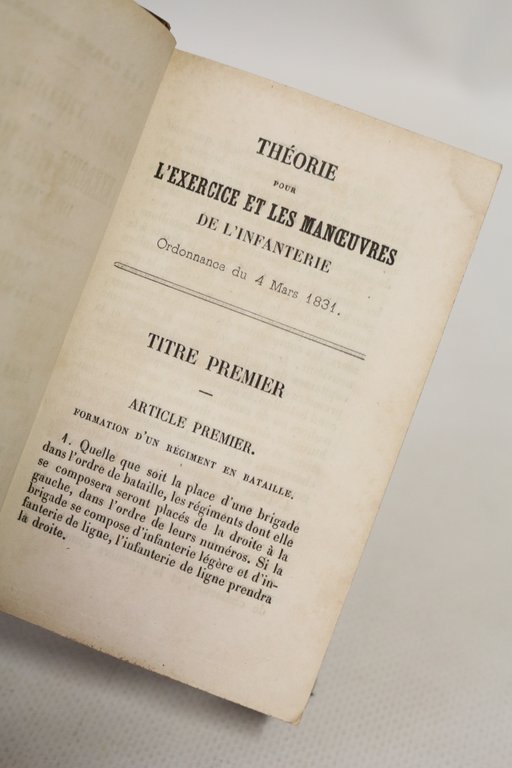 THÉORIE
POUR
L'EXERCICE ET LES MANŒUVRES
DE L'INFANTERIE
Ordonnance du 4 Mars 1831.
TITRE PREMIER
ARTICLE PREMIER.
FORMATION D'UN RÉGIMENT EN BATAILLE.
1. Quelle que soit la place d'une brigade
dans l'ordre de bataille, les régiments dont elle
se composera seront placés de la droite à la
gauche, dans l'ordre de leurs numéros. Si la
brigade se compose d'infanterie légère et d'in-
fanterie de ligne, l'infanterie de ligne prendra
la droite.